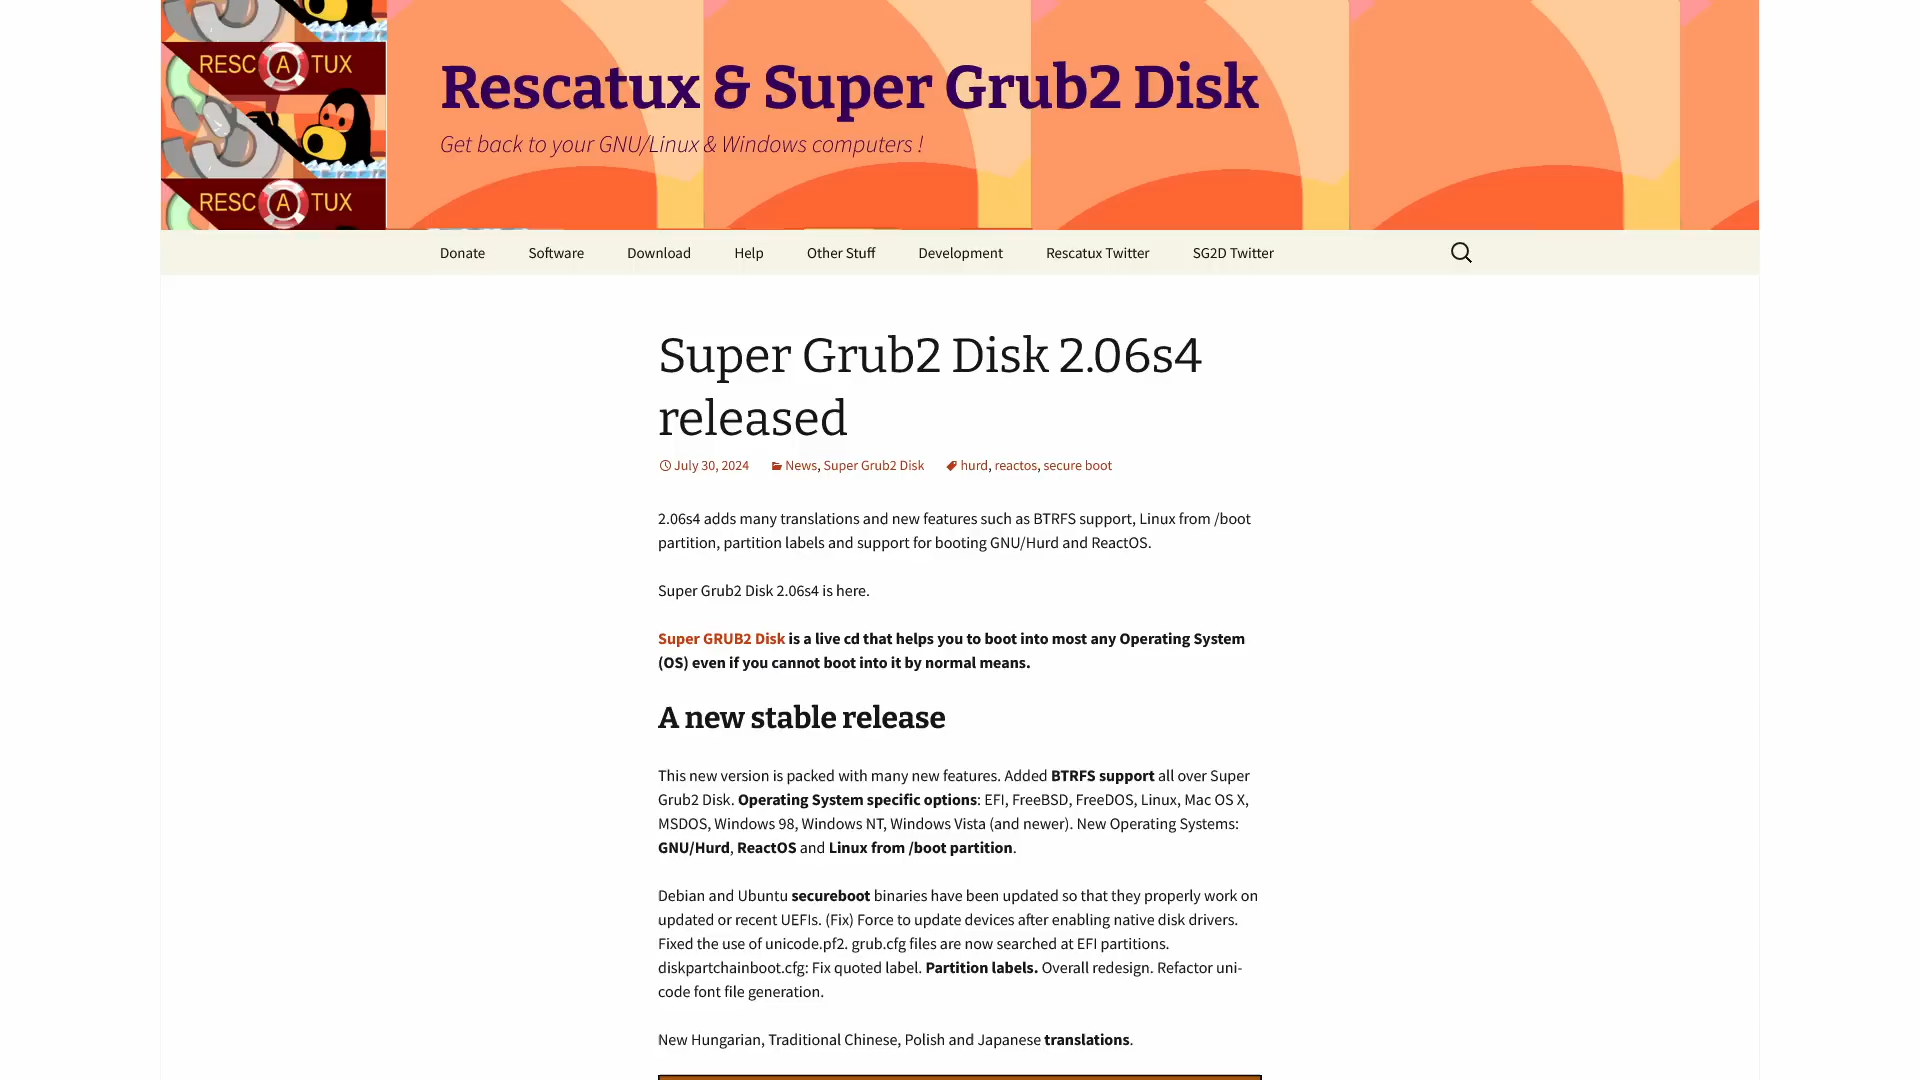 RESC A TUX
RESC A TUX
Rescatux & Super Grub2 Disk
Get back to your GNU/Linux & Windows computers !
Donate Software Download Help Other Stuff Development Rescatux Twitter SG2D Twitter
Super Grub2 Disk 2.06s4
released
July 30, 2024 News, Super Grub2 Disk hurd, reactos, secure boot
2.06s4 adds many translations and new features such as BTRFS support, Linux from /boot
partition, partition labels and support for booting GNU/Hurd and ReactOS.
Super Grub2 Disk 2.06s4 is here.
Super GRUB2 Disk is a live cd that helps you to boot into most any Operating System
(OS) even if you cannot boot into it by normal means.
A new stable release
This new version is packed with many new features. Added BTRFS support all over Super
Grub2 Disk. Operating System specific options: EFI, FreeBSD, FreeDOS, Linux, Mac OS X,
MSDOS, Windows 98, Windows NT, Windows Vista (and newer). New Operating Systems:
GNU/Hurd, ReactOS and Linux from /boot partition.
Debian and Ubuntu secureboot binaries have been updated so that they properly work on
updated or recent UEFIs. (Fix) Force to update devices after enabling native disk drivers.
Fixed the use of unicode.pf2. grub.cfg files are now searched at EFI partitions.
diskpartchainboot.cfg: Fix quoted label. Partition labels. Overall redesign. Refactor uni-
code font file generation.
New Hungarian, Traditional Chinese, Polish and Japanese translations.